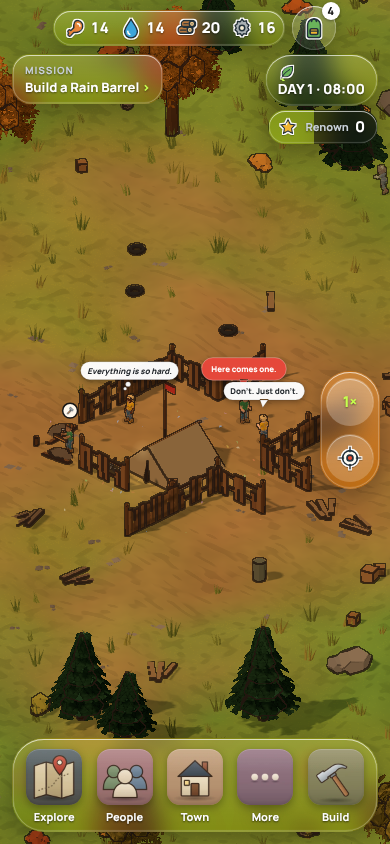 14 14 20 16
4
MISSION
Build a Rain Barrel ›
DAY 1 · 08:00
Renown 0
Everything is so hard.
Here comes one.
Don't. Just don't.
1×
Explore People Town More Build